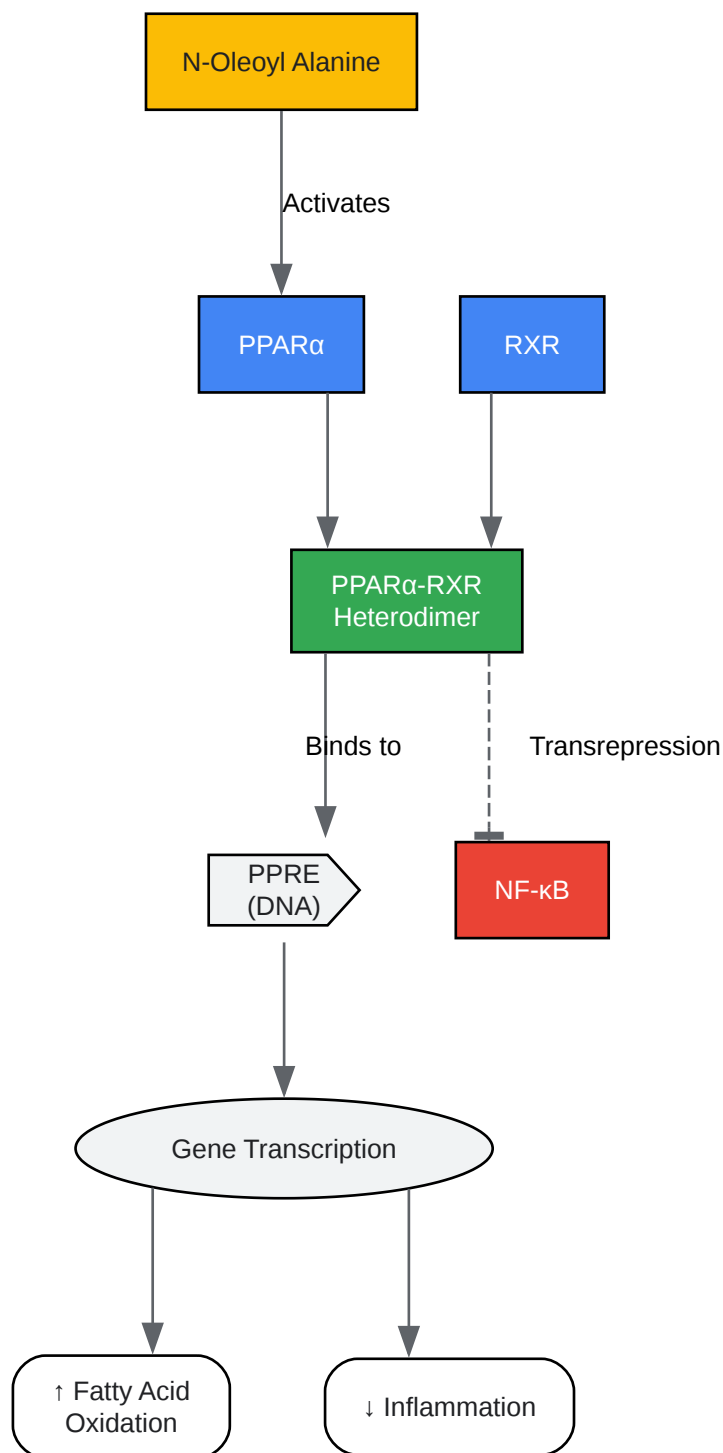 N-Oleoyl Alanine
Activates
PPARα
RXR
PPARα-RXR
Heterodimer
Binds to
Transrepression
PPRE
(DNA)
NF-κB
Gene Transcription
↑ Fatty Acid
Oxidation
↓ Inflammation